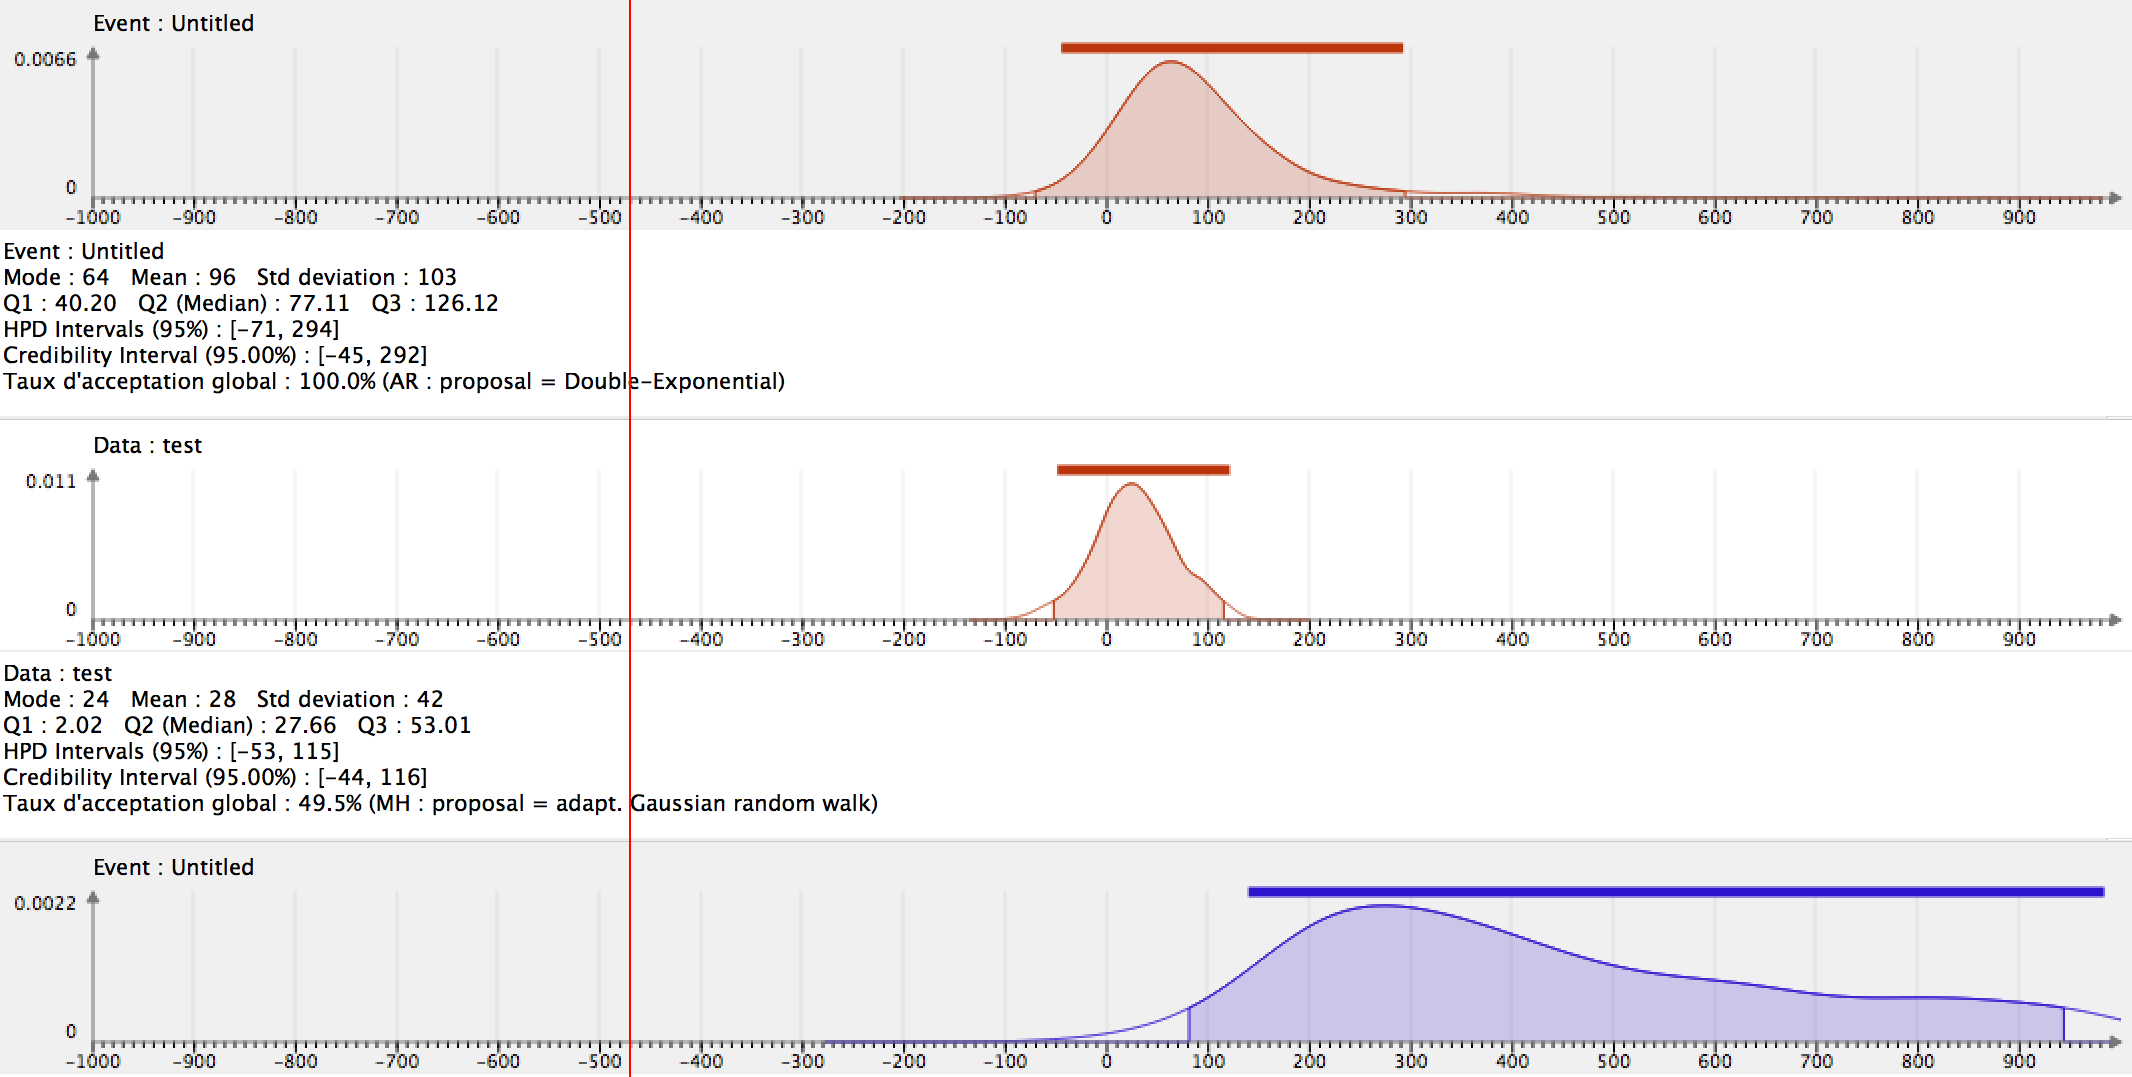 Event : Untitled
0.0066
0
-1000 -900 -800 -700 -600 -500 -400 -300 -200 -100 0 100 200 300 400 500 600 700 800 900
Event : Untitled
Mode : 64 Mean : 96 Std deviation : 103
Q1 : 40.20 Q2 (Median) : 77.11 Q3 : 126.12
HPD Intervals (95%) : [-71, 294]
Credibility Interval (95.00%) : [-45, 292]
Taux d'acceptation global : 100.0% (AR : proposal = Double-Exponential)
Data : test
0.011
0
-1000 -900 -800 -700 -600 -500 -400 -300 -200 -100 0 100 200 300 400 500 600 700 800 900
Data : test
Mode : 24 Mean : 28 Std deviation : 42
Q1 : 2.02 Q2 (Median) : 27.66 Q3 : 53.01
HPD Intervals (95%) : [-53, 115]
Credibility Interval (95.00%) : [-44, 116]
Taux d'acceptation global : 49.5% (MH : proposal = adapt. Gaussian random walk)
Event : Untitled
0.0022
0
-1000 -900 -800 -700 -600 -500 -400 -300 -200 -100 0 100 200 300 400 500 600 700 800 900